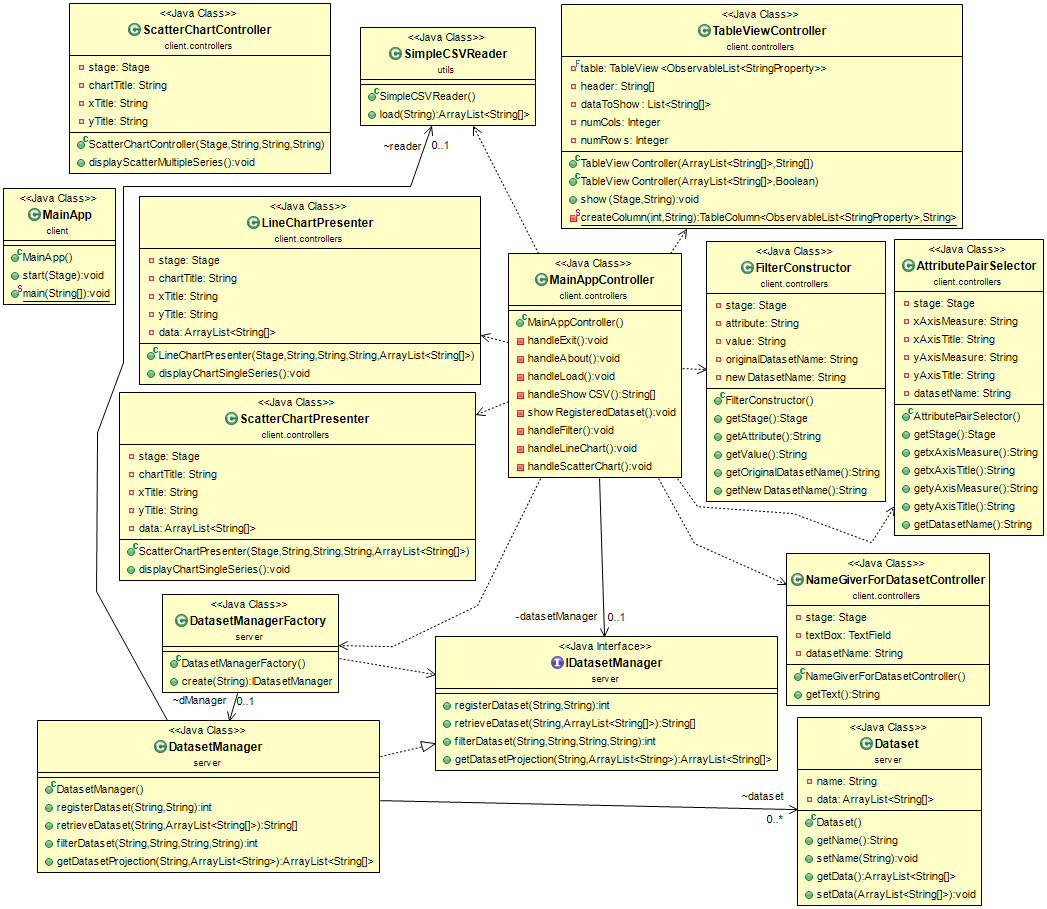 <<Java Class>>
ScatterChartController
client.controllers
stage: Stage
chartTitle: String
xTitle: String
yTitle: String
ScatterChartController(Stage,String,String,String)
displayScatterMultipleSeries():void
<<Java Class>>
SimpleCSVReader
utils
SimpleCSVReader()
load(String):ArrayList<String[]>
~reader 0..1
<<Java Class>>
TableViewController
client.controllers
table: TableView<ObservableList<StringProperty>>
header: String[]
dataToShow: List<String[]>
numCols: Integer
numRows: Integer
TableViewController(ArrayList<String[]>,String[])
TableViewController(ArrayList<String[]>,Boolean)
show(Stage,String):void
createColumn(int,String):TableColumn<ObservableList<StringProperty>,String>
<<Java Class>>
MainApp
client
MainApp()
start(Stage):void
main(String[]):void
<<Java Class>>
LineChartPresenter
client.controllers
stage: Stage
chartTitle: String
xTitle: String
yTitle: String
data: ArrayList<String[]>
LineChartPresenter(Stage,String,String,String,ArrayList<String[]>)
displayChartSingleSeries():void
<<Java Class>>
MainAppController
client.controllers
MainAppController()
handleExit():void
handleAbout():void
handleLoad():void
handleShowCSV():String[]
showRegisteredDataset():void
handleFilter():void
handleLineChart():void
handleScatterChart():void
<<Java Class>>
FilterConstructor
client.controllers
stage: Stage
attribute: String
value: String
originalDatasetName: String
newDatasetName: String
FilterConstructor()
getStage():Stage
getAttribute():String
getValue():String
getOriginalDatasetName():String
getNewDatasetName():String
<<Java Class>>
AttributePairSelector
client.controllers
stage: Stage
xAxisMeasure: String
xAxisTitle: String
yAxisMeasure: String
yAxisTitle: String
datasetName: String
AttributePairSelector()
getStage():Stage
getxAxisMeasure():String
getxAxisTitle():String
getyAxisMeasure():String
getyAxisTitle():String
getDatasetName():String
<<Java Class>>
ScatterChartPresenter
client.controllers
stage: Stage
chartTitle: String
xTitle: String
yTitle: String
data: ArrayList<String[]>
ScatterChartPresenter(Stage,String,String,String,ArrayList<String[]>)
displayChartSingleSeries():void
<<Java Class>>
NameGiverForDatasetController
client.controllers
stage: Stage
textBox: TextField
datasetName: String
NameGiverForDatasetController()
getText():String
<<Java Class>>
DatasetManagerFactory
server
DatasetManagerFactory()
create(String):IDatasetManager
~dManager 0..1
-datasetManager 0..1
<<Java Interface>>
IDatasetManager
server
registerDataset(String,String):int
retrieveDataset(String,ArrayList<String[]>):String[]
filterDataset(String,String,String,String):int
getDatasetProjection(String,ArrayList<String>):ArrayList<String[]>
<<Java Class>>
DatasetManager
server
DatasetManager()
registerDataset(String,String):int
retrieveDataset(String,ArrayList<String[]>):String[]
filterDataset(String,String,String,String):int
getDatasetProjection(String,ArrayList<String>):ArrayList<String[]>
~dataset
0..*
<<Java Class>>
Dataset
server
name: String
data: ArrayList<String[]>
Dataset()
getName():String
setName(String):void
getData():ArrayList<String[]>
setData(ArrayList<String[]>):void